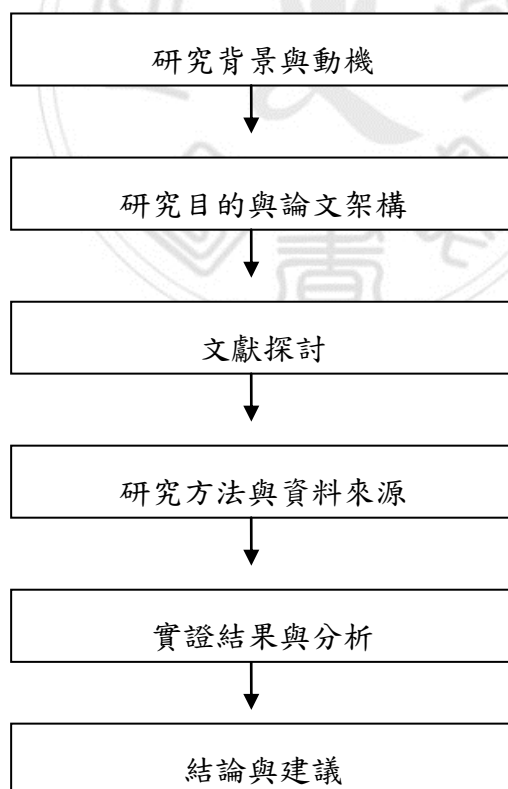 研究背景與動機
研究目的與論文架構
文獻探討
研究方法與資料來源
實證結果與分析
結論與建議